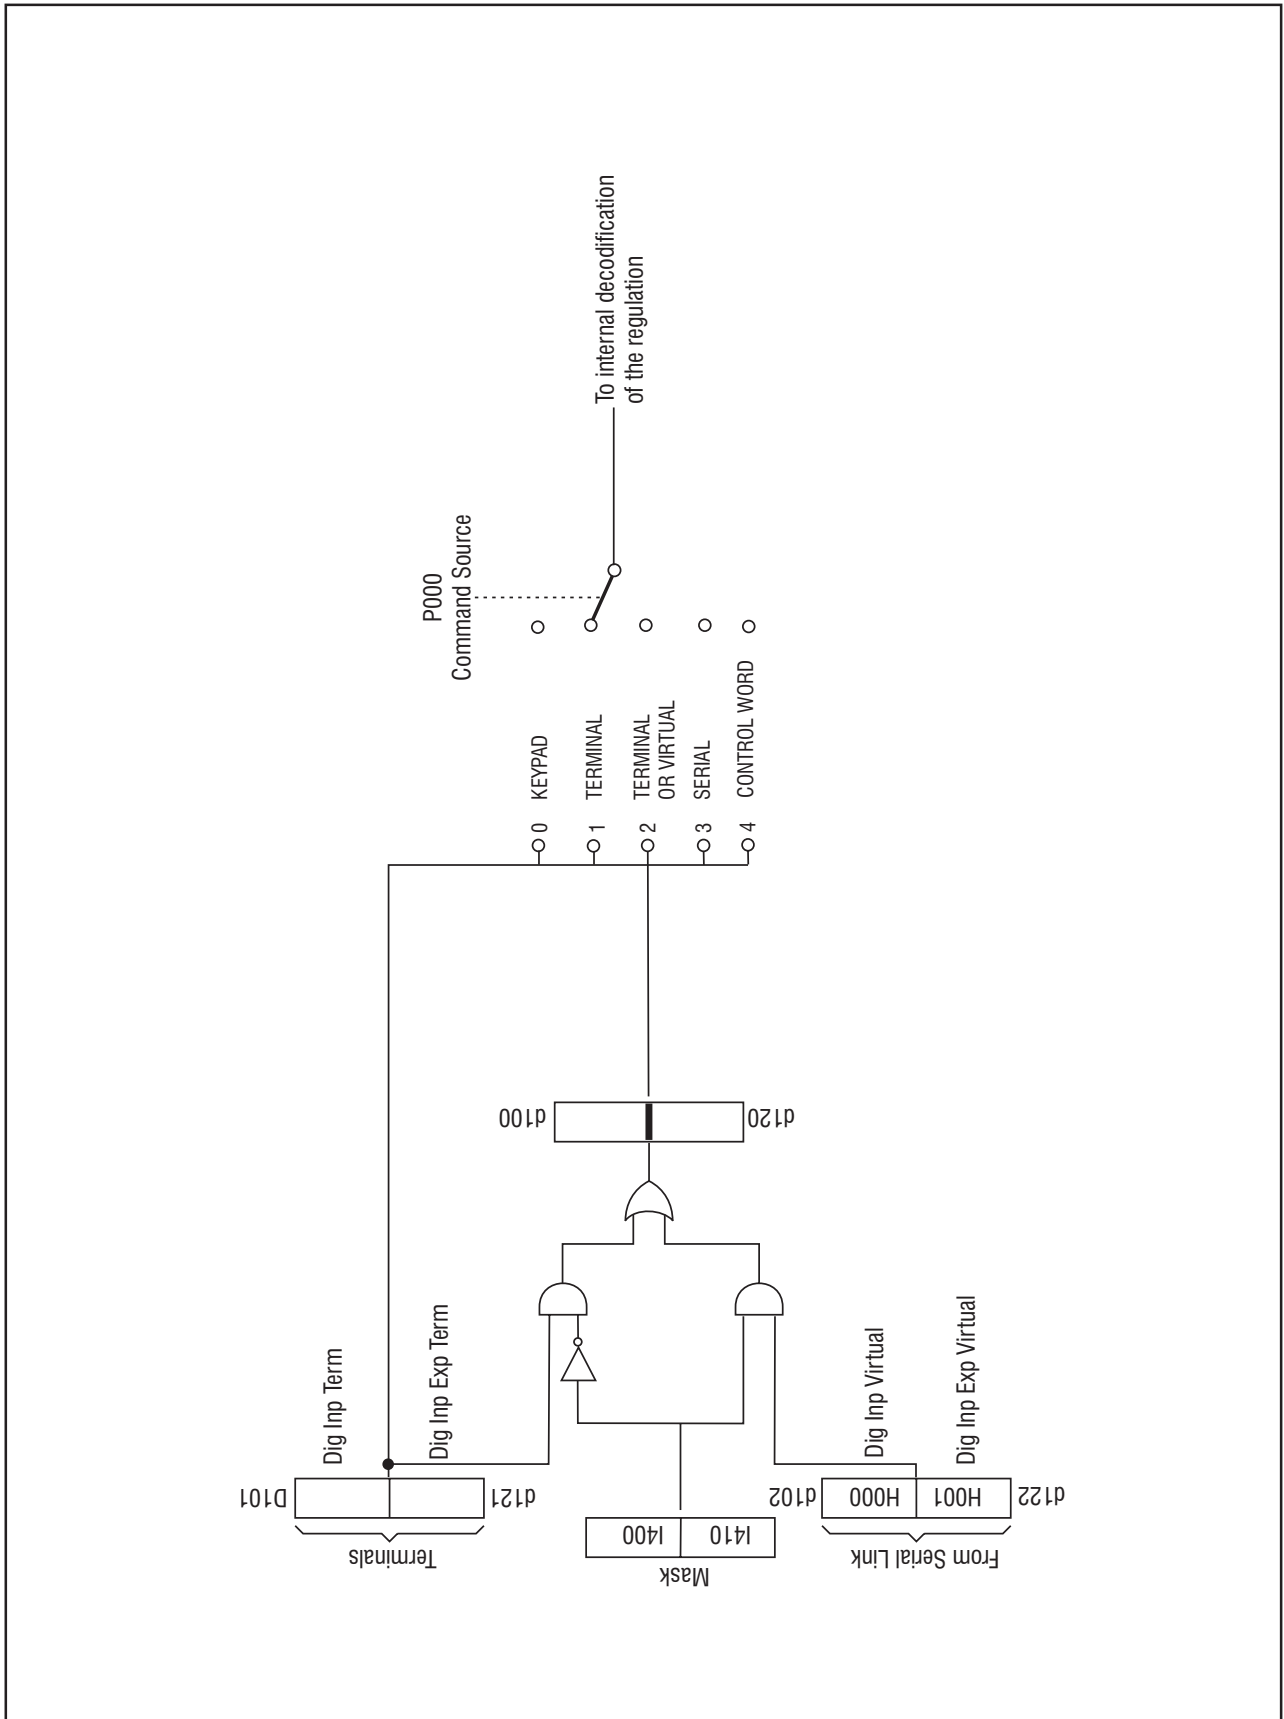 To internal decodification
of the regulation
P000
Command Source
0 KEYPAD
1 TERMINAL
2 TERMINAL
OR VIRTUAL
3 SERIAL
4 CONTROL WORD
d100
d120
Dig Inp Term
Dig Inp Exp Term
D101
d121
Terminals
I400
I410
Mask
Dig Inp Virtual
Dig Inp Exp Virtual
d102
H000
H001
d122
From Serial Link